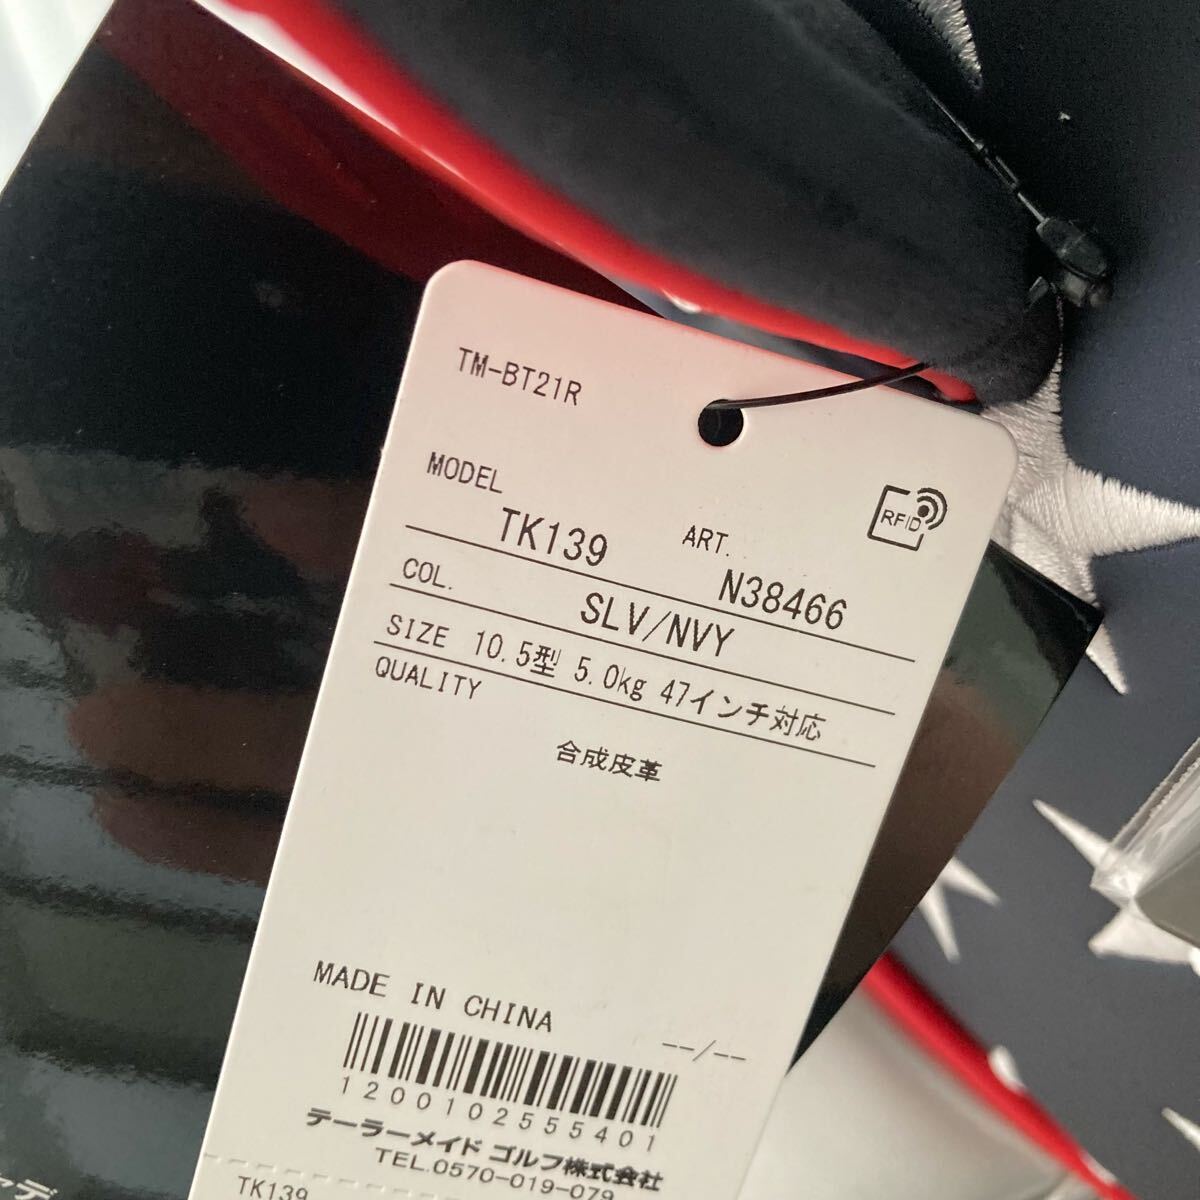 TM-BT21R
MODEL
TK139
ART.
N38466
RFID
COL.
SLV/NVY
SIZE 10.5型 5.0kg 47インチ対応
QUALITY
合成皮革
MADE IN CHINA
--/--
1200102555401
テーラーメイド ゴルフ株式会社
TEL.0570-019-079
TK139